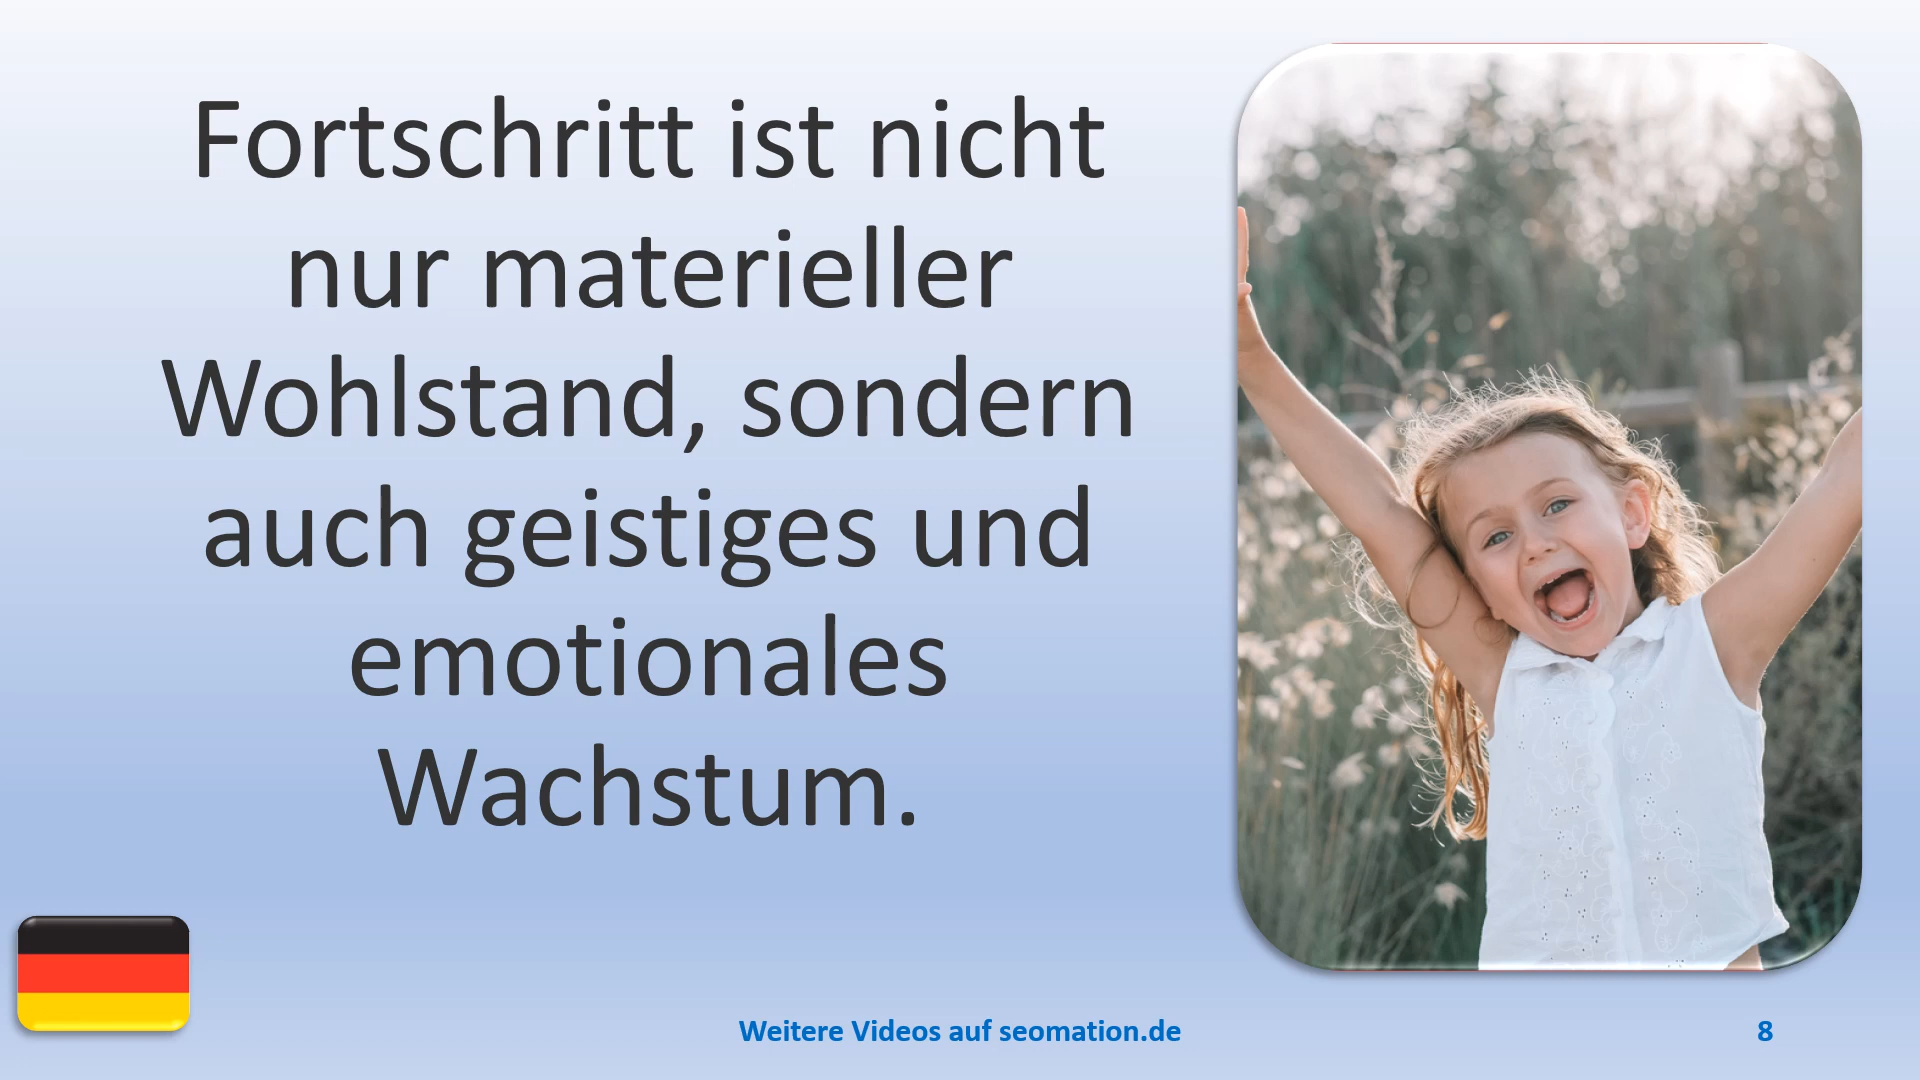 Fortschritt ist nicht
nur materieller
Wohlstand, sondern
auch geistiges und
emotionales
Wachstum.
Weitere Videos auf seomation.de
8